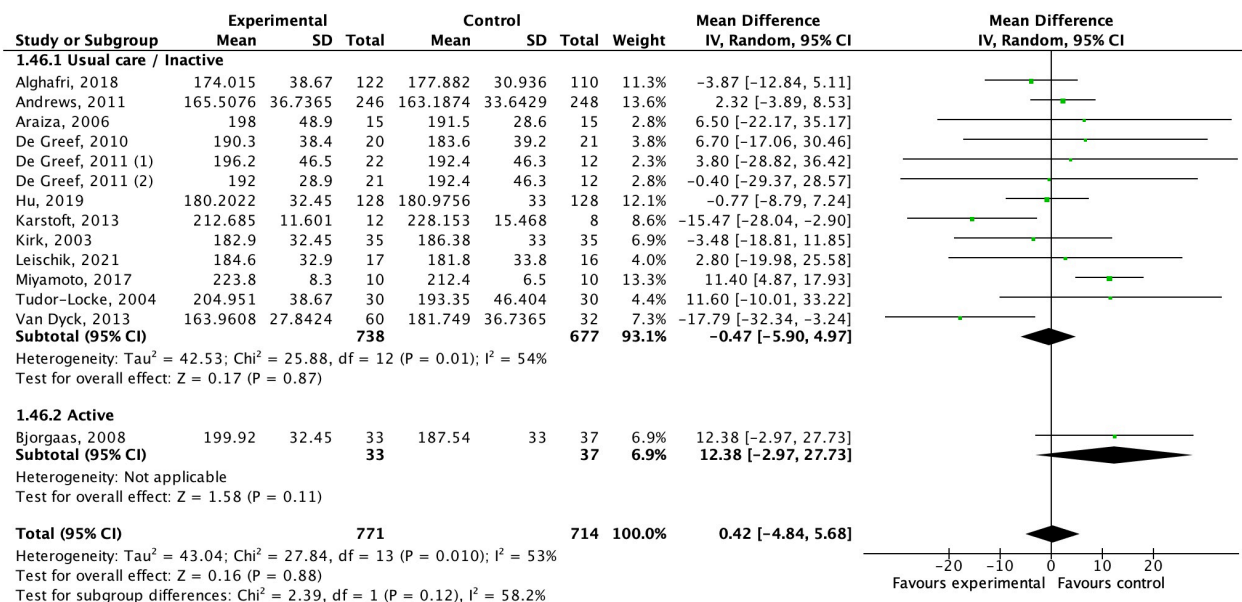 Experimental Control Mean Difference Mean Difference
Study or Subgroup Mean SD Total Mean SD Total Weight IV, Random, 95% CI IV, Random, 95% CI
1.46.1 Usual care / Inactive
Alghafri, 2018 174.015 38.67 122 177.882 30.936 110 11.3% −3.87 [−12.84, 5.11]
Andrews, 2011 165.5076 36.7365 246 163.1874 33.6429 248 13.6% 2.32 [−3.89, 8.53]
Araiza, 2006 198 48.9 15 191.5 28.6 15 2.8% 6.50 [−22.17, 35.17]
De Greef, 2010 190.3 38.4 20 183.6 39.2 21 3.8% 6.70 [−17.06, 30.46]
De Greef, 2011 (1) 196.2 46.5 22 192.4 46.3 12 2.3% 3.80 [−28.82, 36.42]
De Greef, 2011 (2) 192 28.9 21 192.4 46.3 12 2.8% −0.40 [−29.37, 28.57]
Hu, 2019 180.2022 32.45 128 180.9756 33 128 12.1% −0.77 [−8.79, 7.24]
Karstoft, 2013 212.685 11.601 12 228.153 15.468 8 8.6% −15.47 [−28.04, −2.90]
Kirk, 2003 182.9 32.45 35 186.38 33 35 6.9% −3.48 [−18.81, 11.85]
Leischik, 2021 184.6 32.9 17 181.8 33.8 16 4.0% 2.80 [−19.98, 25.58]
Miyamoto, 2017 223.8 8.3 10 212.4 6.5 10 13.3% 11.40 [4.87, 17.93]
Tudor−Locke, 2004 204.951 38.67 30 193.35 46.404 30 4.4% 11.60 [−10.01, 33.22]
Van Dyck, 2013 163.9608 27.8424 60 181.749 36.7365 32 7.3% −17.79 [−32.34, −3.24]
Subtotal (95% CI) 738 677 93.1% −0.47 [−5.90, 4.97]
Heterogeneity: Tau² = 42.53; Chi² = 25.88, df = 12 (P = 0.01); I² = 54%
Test for overall effect: Z = 0.17 (P = 0.87)
1.46.2 Active
Bjorgaas, 2008 199.92 32.45 33 187.54 33 37 6.9% 12.38 [−2.97, 27.73]
Subtotal (95% CI) 33 37 6.9% 12.38 [−2.97, 27.73]
Heterogeneity: Not applicable
Test for overall effect: Z = 1.58 (P = 0.11)
Total (95% CI) 771 714 100.0% 0.42 [−4.84, 5.68]
Heterogeneity: Tau² = 43.04; Chi² = 27.84, df = 13 (P = 0.010); I² = 53%
Test for overall effect: Z = 0.16 (P = 0.88)
Test for subgroup differences: Chi² = 2.39, df = 1 (P = 0.12), I² = 58.2%
−20 −10 0 10 20
Favours experimental Favours control